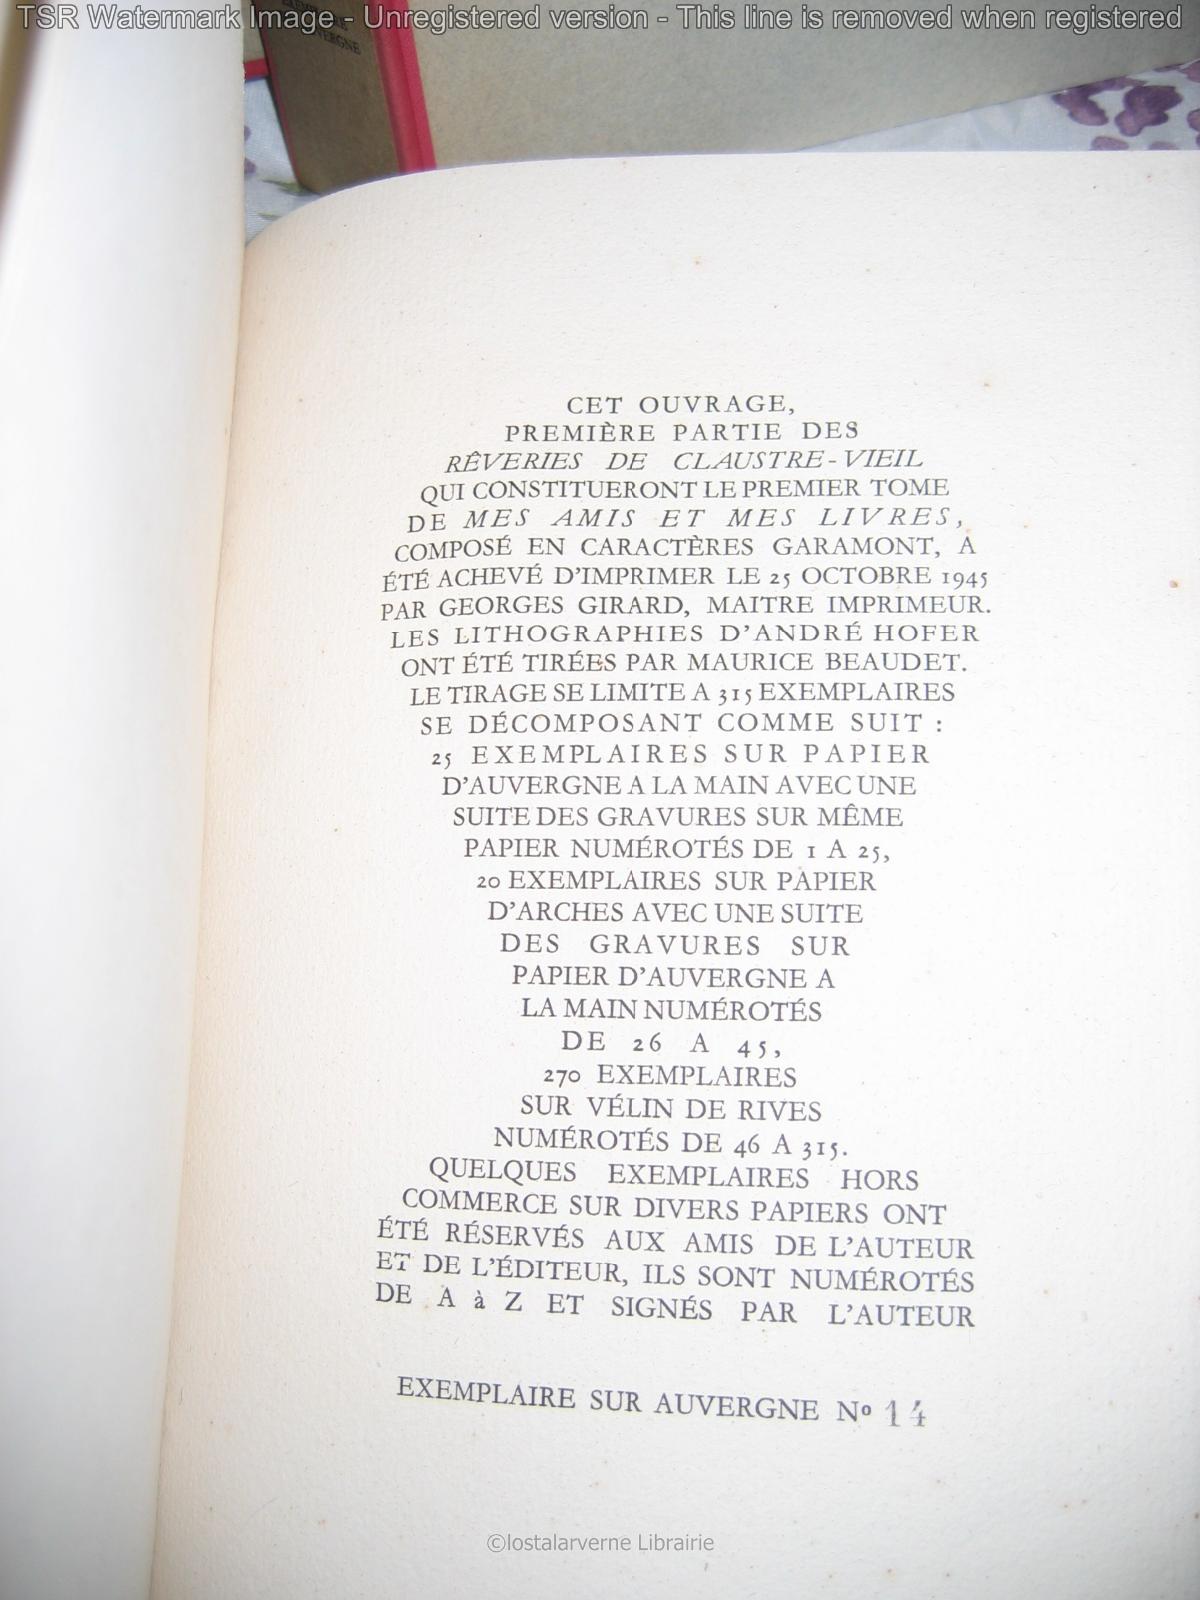 TSR Watermark Image - Unregistered version - This line is removed when registered
EXEMPLAIRE
AUVERGNE
CET OUVRAGE,
PREMIÈRE PARTIE DES
RÊVERIES DE CLAUSTRE-VIEIL
QUI CONSTITUERONT LE PREMIER TOME
DE MES AMIS ET MES LIVRES,
COMPOSÉ EN CARACTÈRES GARAMONT, A
ÉTÉ ACHEVÉ D'IMPRIMER LE 25 OCTOBRE 1945
PAR GEORGES GIRARD, MAITRE IMPRIMEUR.
LES LITHOGRAPHIES D'ANDRÉ HOFER
ONT ÉTÉ TIRÉES PAR MAURICE BEAUDET.
LE TIRAGE SE LIMITE A 315 EXEMPLAIRES
SE DÉCOMPOSANT COMME SUIT :
25 EXEMPLAIRES SUR PAPIER
D'AUVERGNE A LA MAIN AVEC UNE
SUITE DES GRAVURES SUR MÊME
PAPIER NUMÉROTÉS DE 1 A 25,
20 EXEMPLAIRES SUR PAPIER
D'ARCHES AVEC UNE SUITE
DES GRAVURES SUR
PAPIER D'AUVERGNE A
LA MAIN NUMÉROTÉS
DE 26 A 45,
270 EXEMPLAIRES
SUR VÉLIN DE RIVES
NUMÉROTÉS DE 46 A 315.
QUELQUES EXEMPLAIRES HORS
COMMERCE SUR DIVERS PAPIERS ONT
ÉTÉ RÉSERVÉS AUX AMIS DE L'AUTEUR
ET DE L'ÉDITEUR, ILS SONT NUMÉROTÉS
DE A à Z ET SIGNÉS PAR L'AUTEUR
EXEMPLAIRE SUR AUVERGNE Nº 14
©lostalarverne Librairie